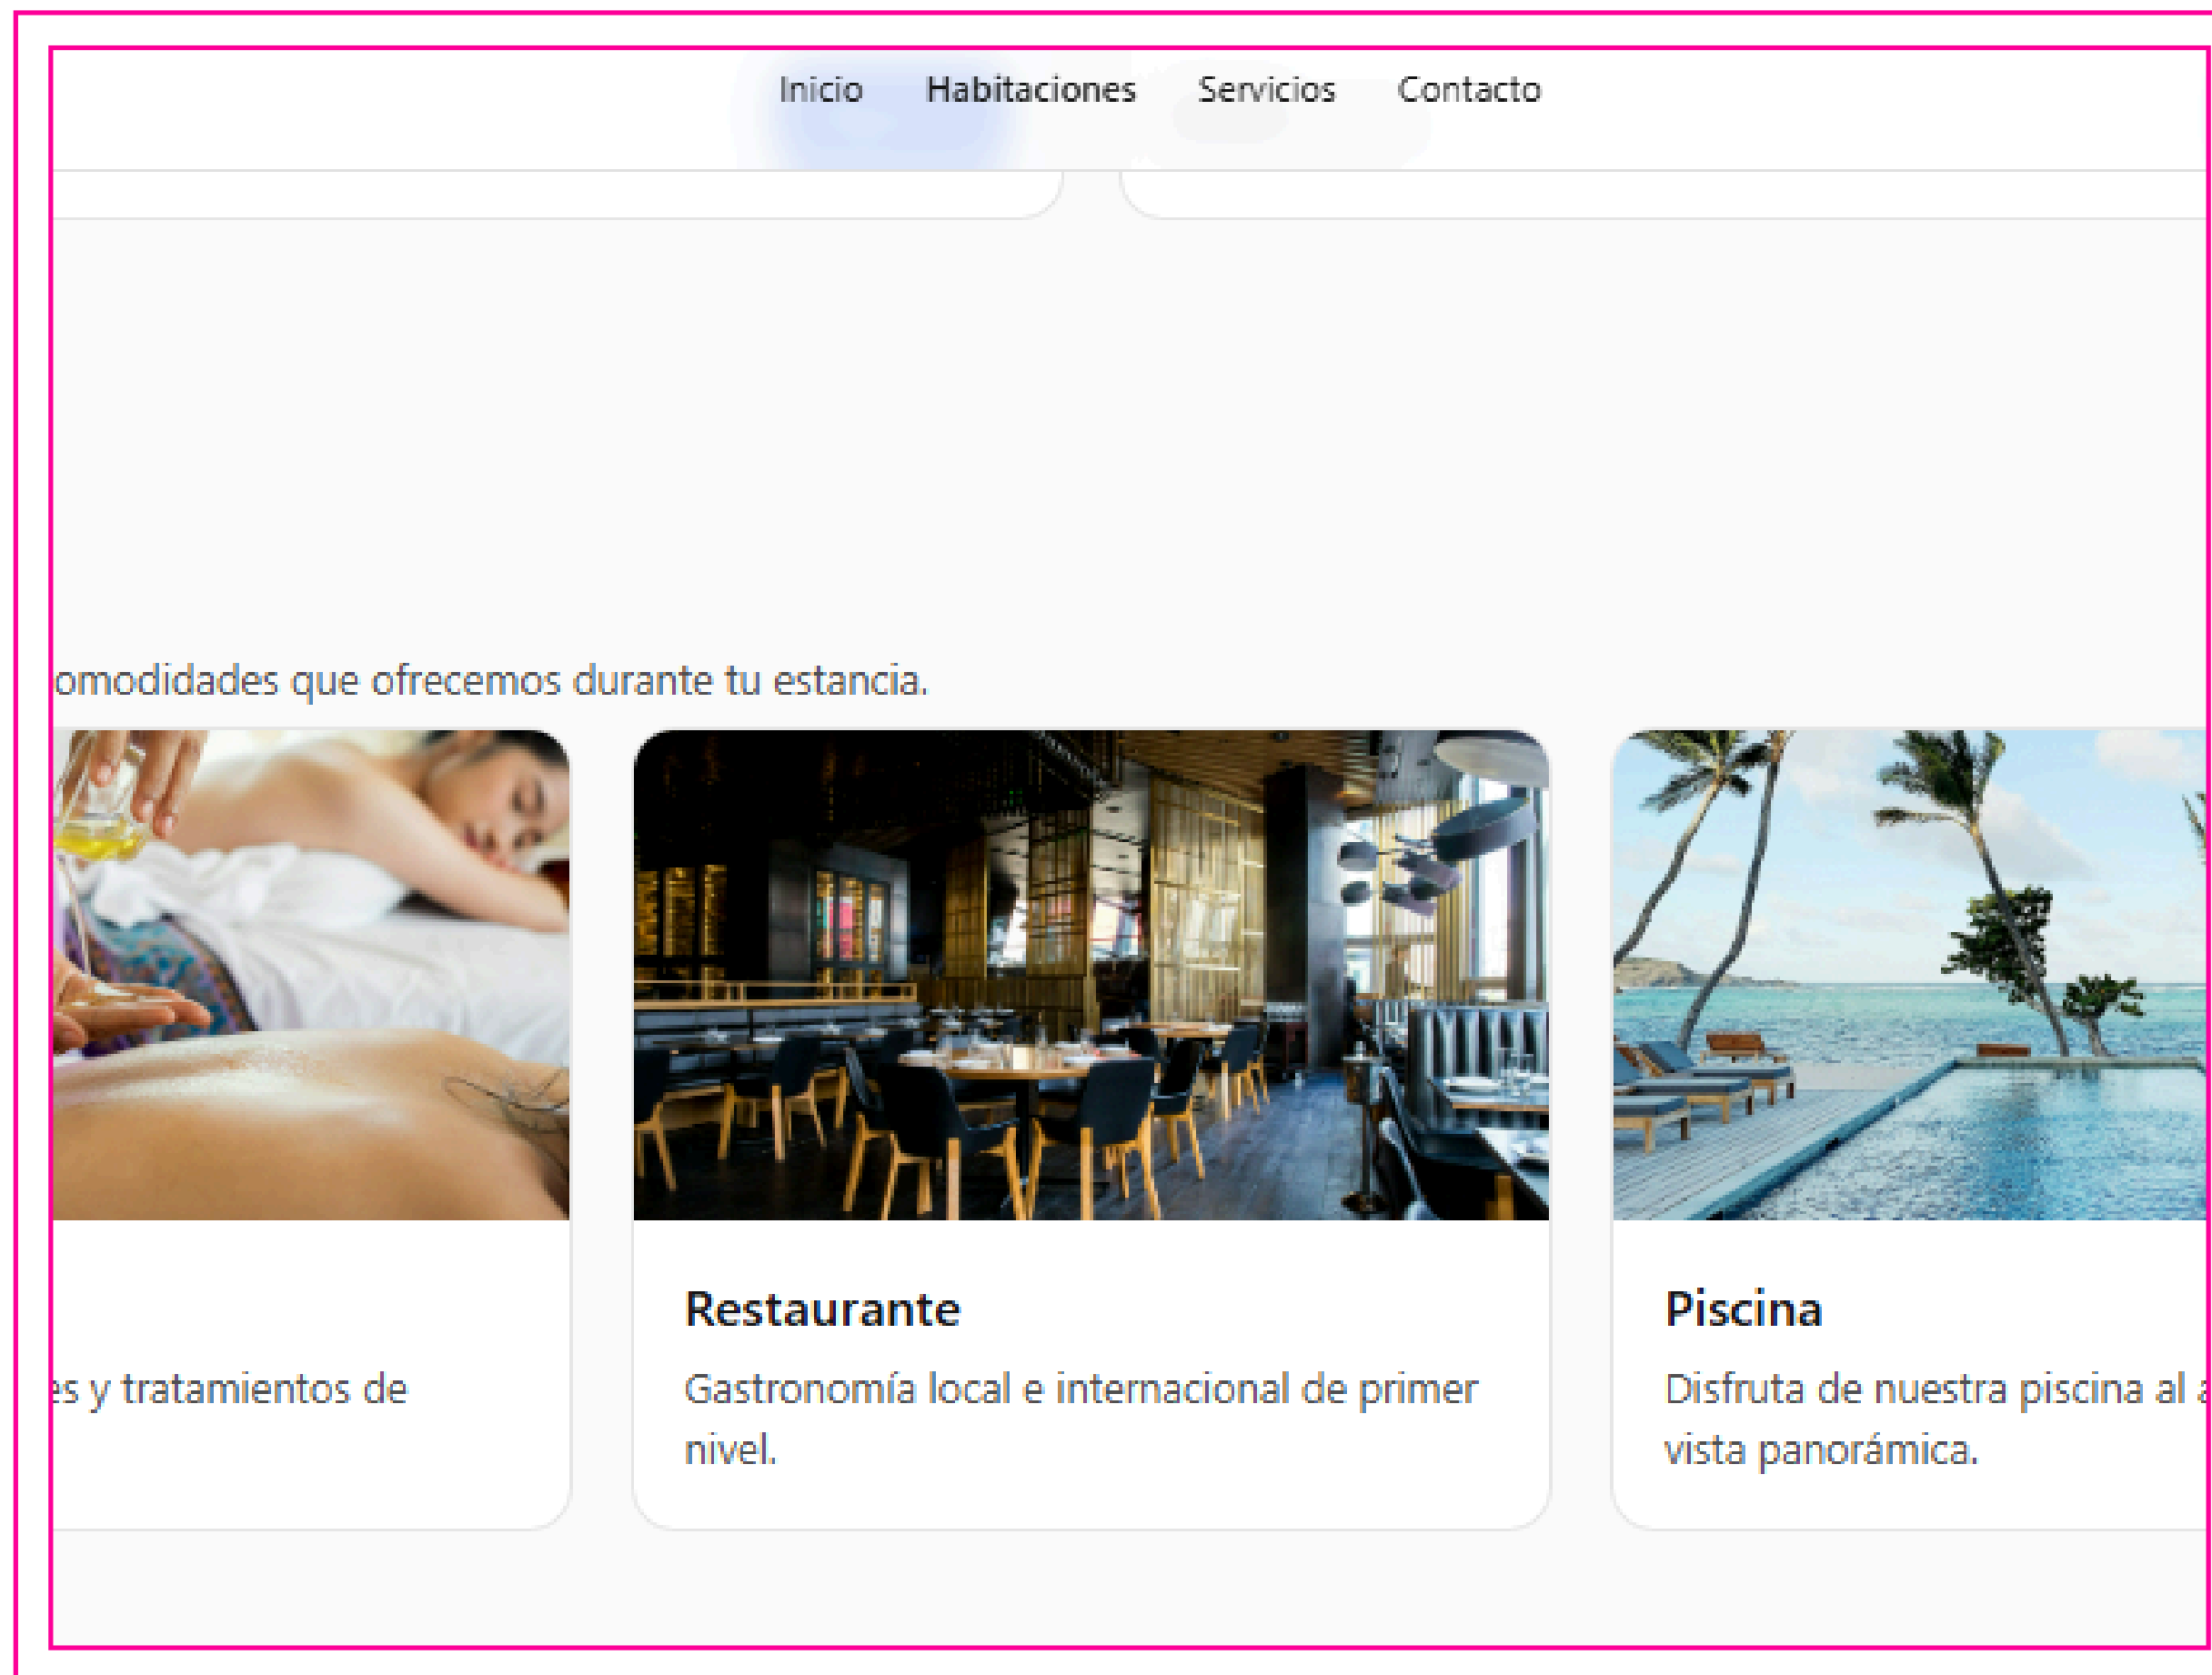 Inicio Habitaciones Servicios Contacto
omodidades que ofrecemos durante tu estancia.
es y tratamientos de
Restaurante
Gastronomía local e internacional de primer
nivel.
Piscina
Disfruta de nuestra piscina al a
vista panorámica.